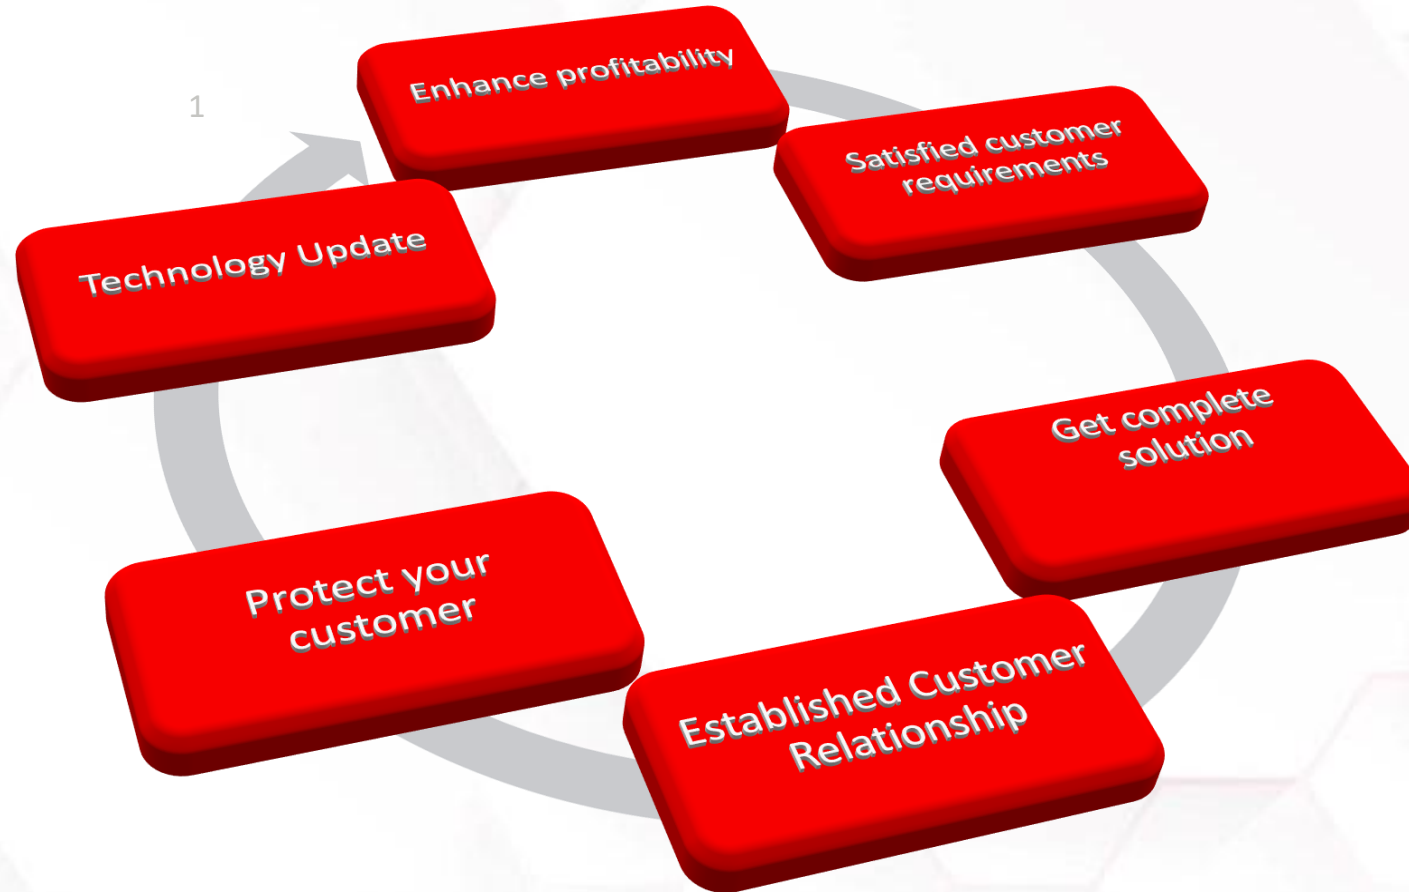 1
Enhance profitability
Satisfied customer
requirements
Get complete
solution
Established Customer
Relationship
Protect your
customer
Technology Update